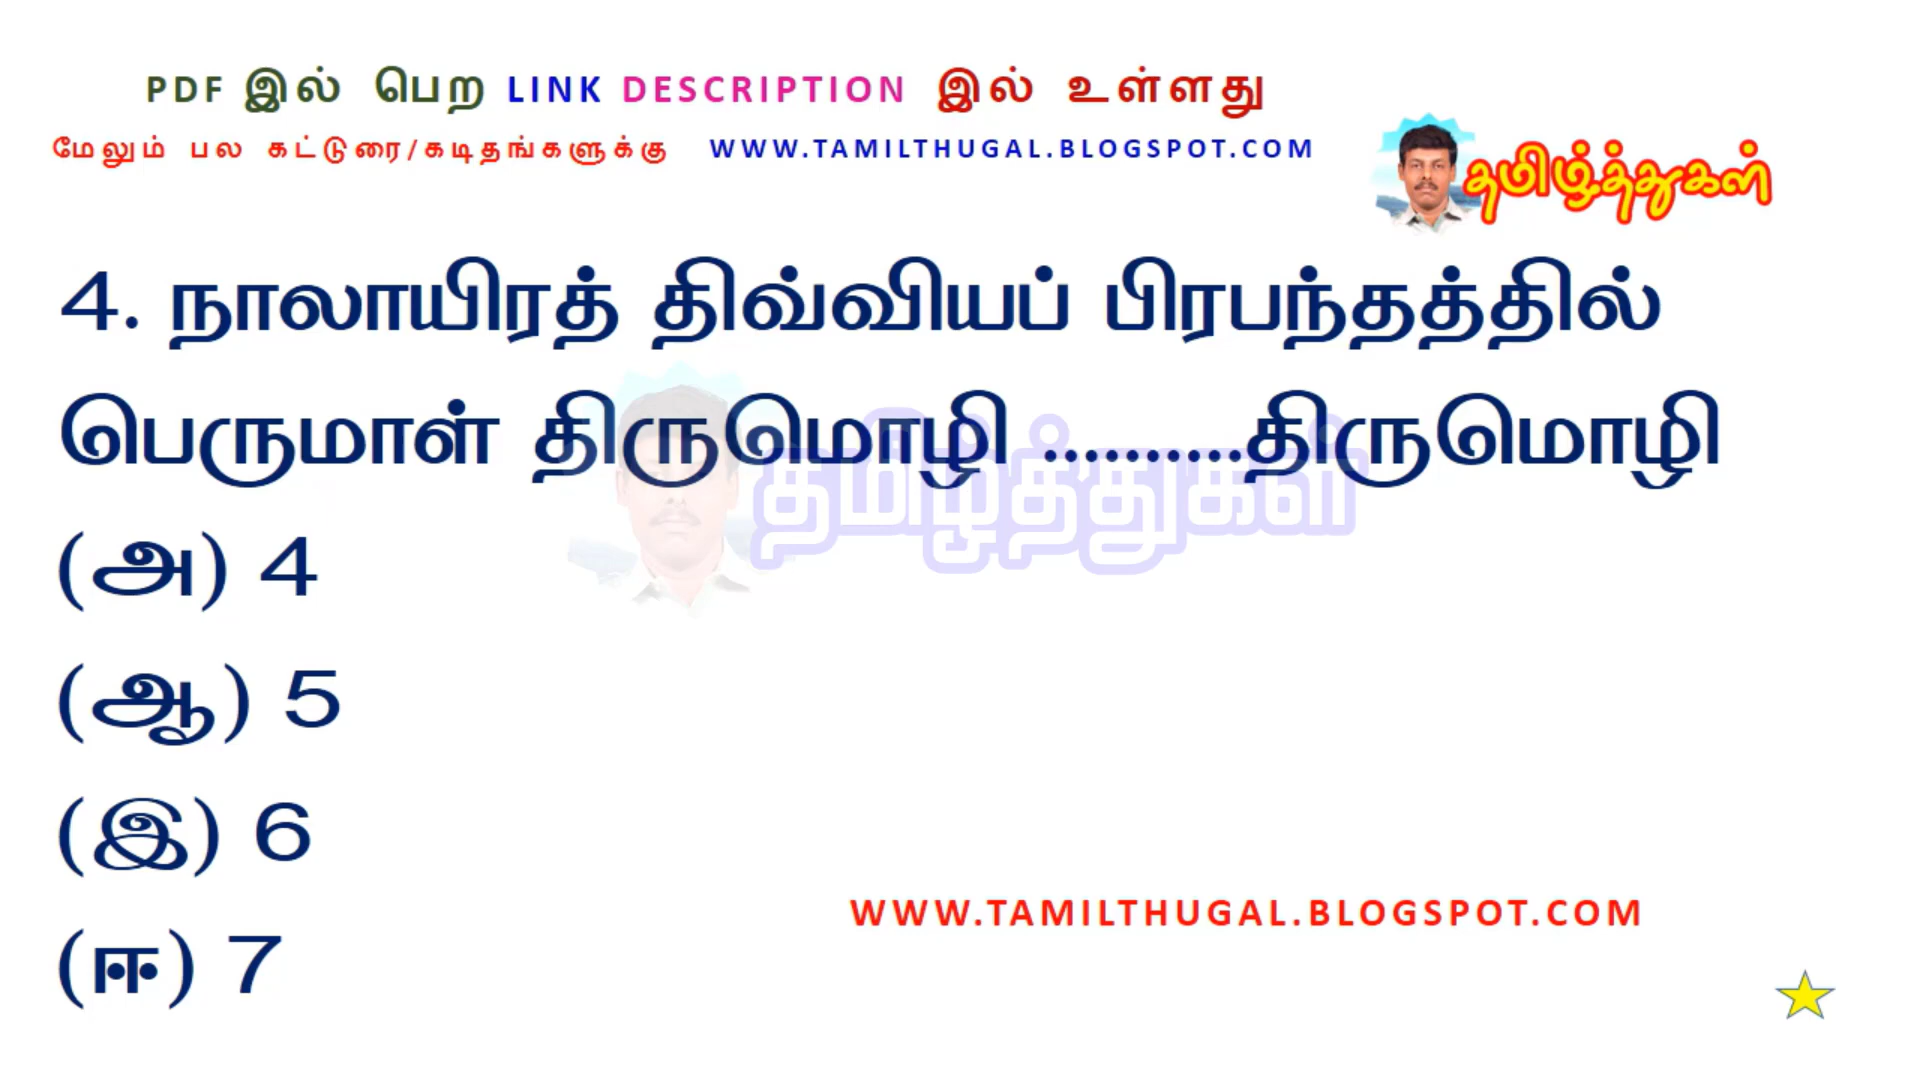 PDF இல் பெற LINK DESCRIPTION இல் உள்ளது
மேலும் பல கட்டுரை/கடிதங்களுக்கு WWW.TAMILTHUGAL.BLOGSPOT.COM
தமிழ்த்துகள்
4. நாலாயிரத் திவ்வியப் பிரபந்தத்தில்
பெருமாள் திருமொழி ..........திருமொழி
தமிழ்த்துகள்
(அ) 4
(ஆ) 5
(இ) 6
WWW.TAMILTHUGAL.BLOGSPOT.COM
(ஈ) 7